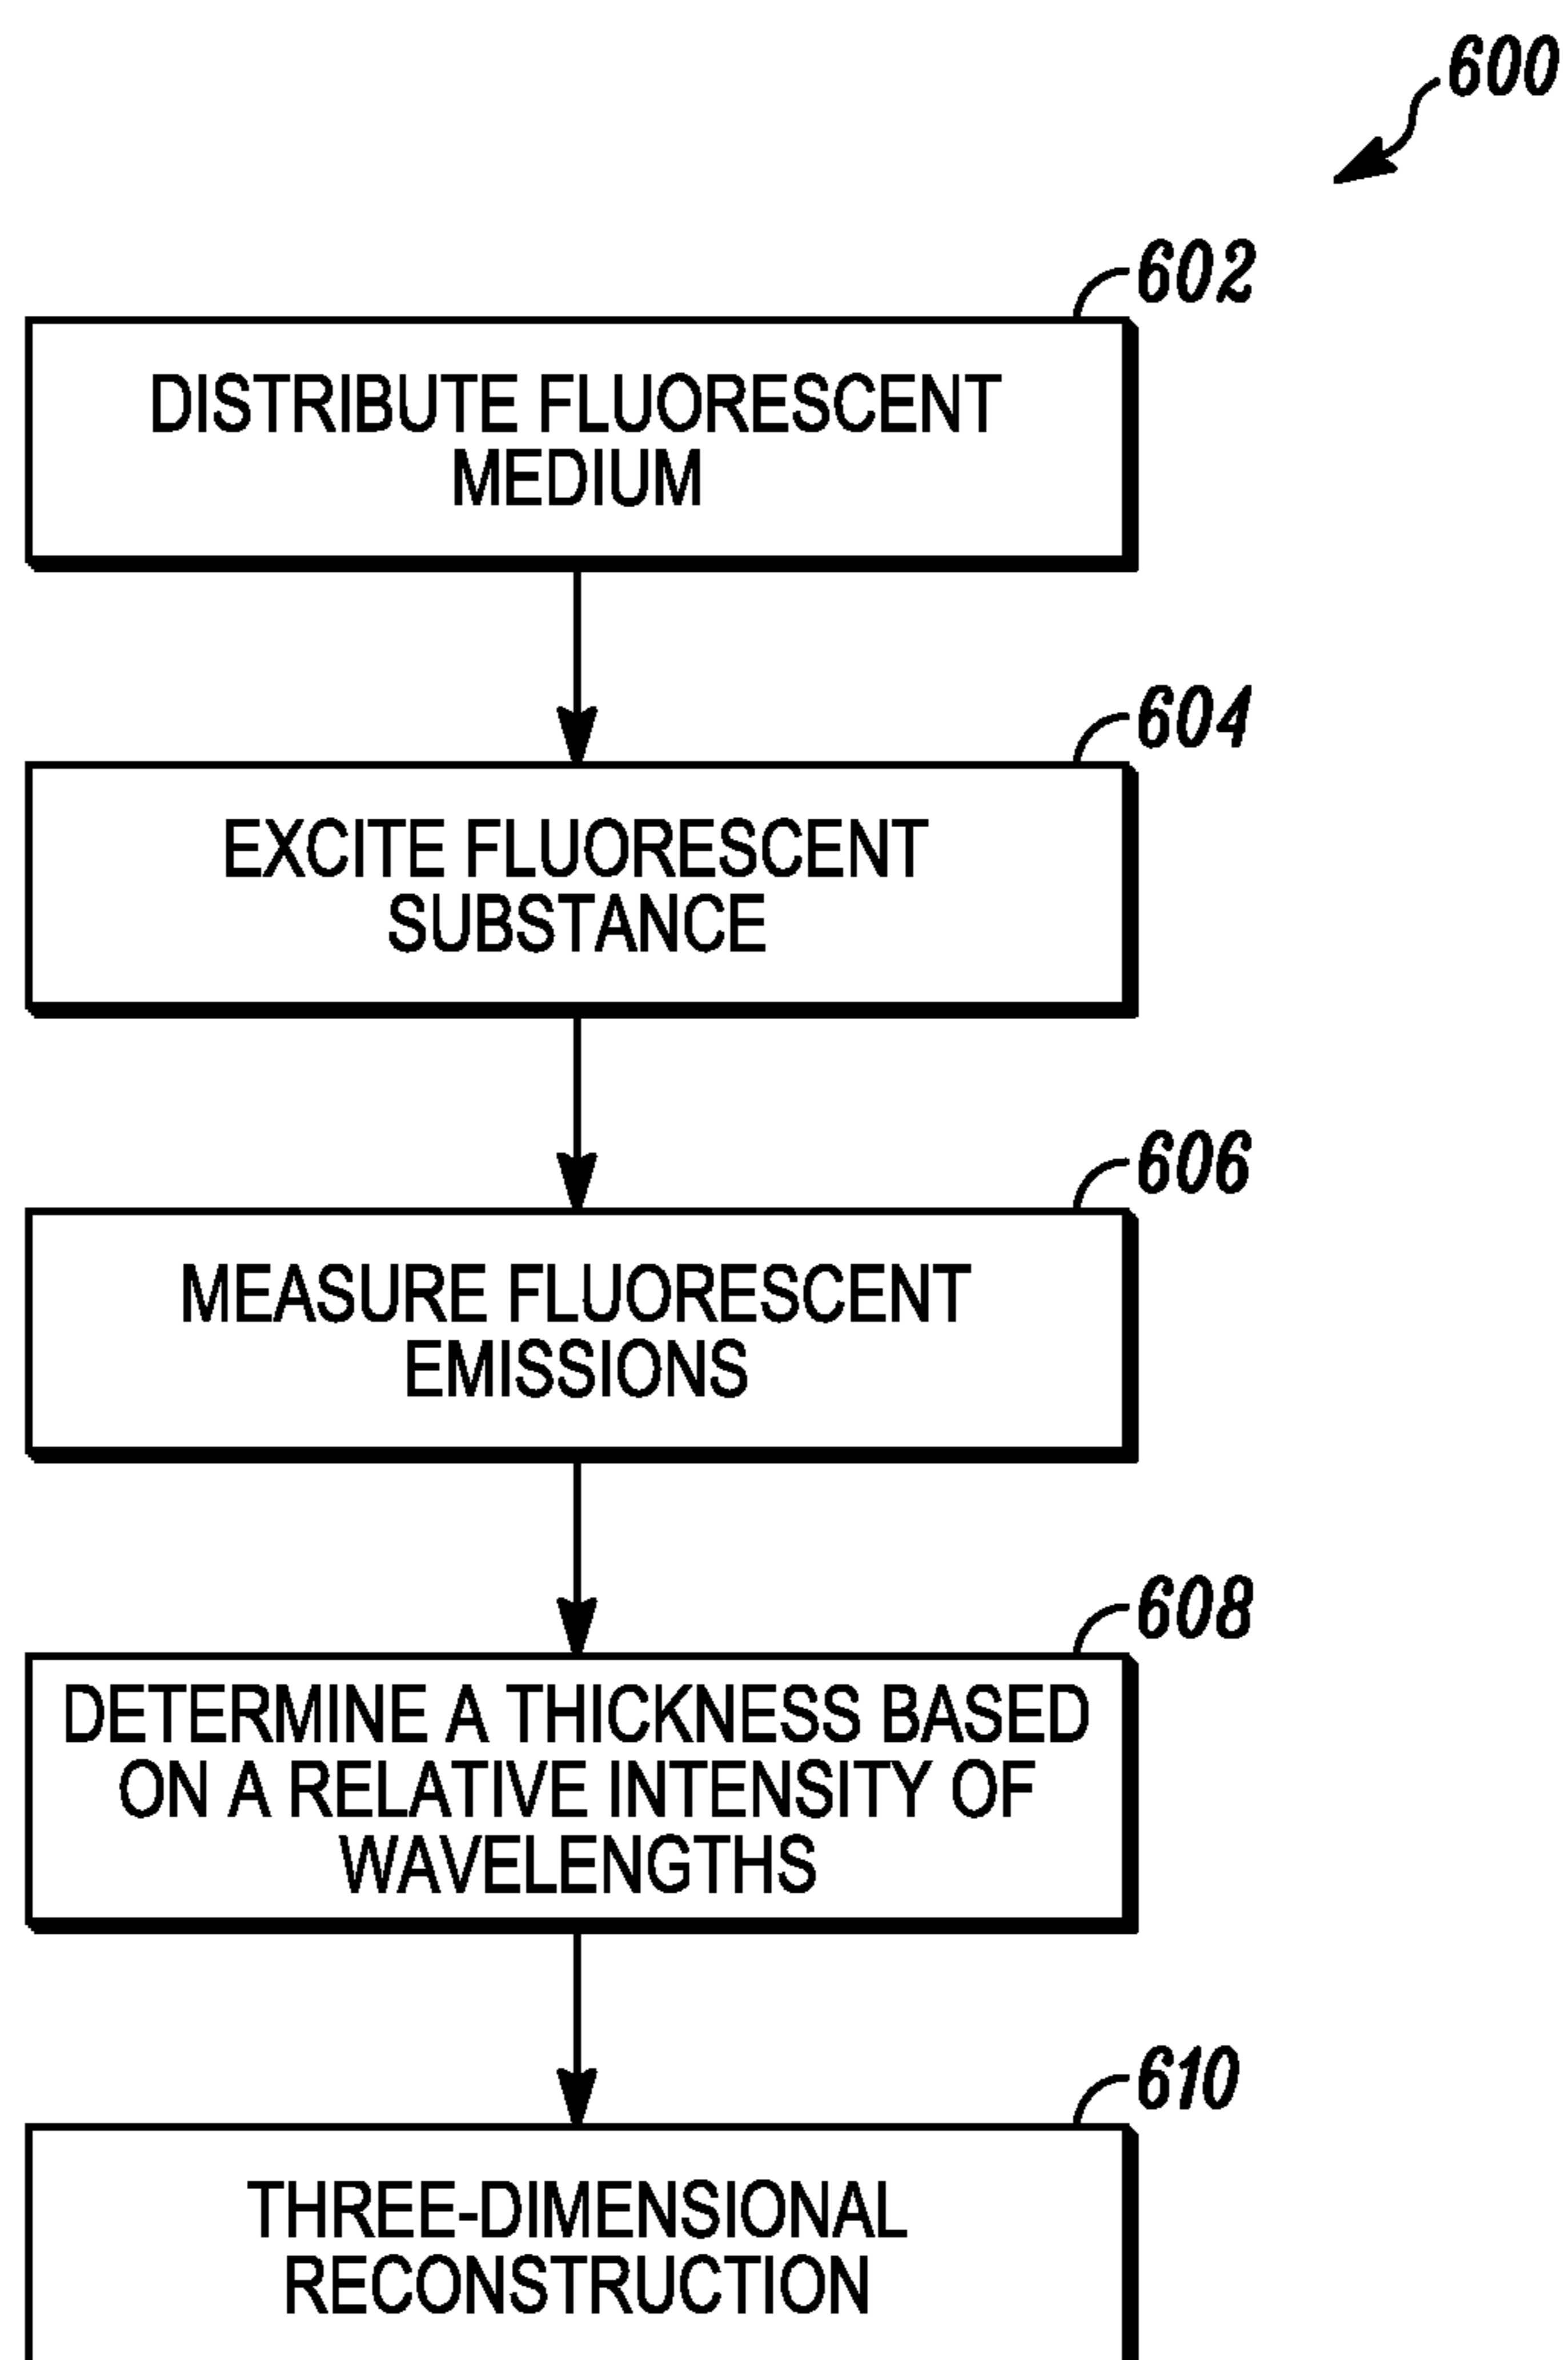 600
602
DISTRIBUTE FLUORESCENT
MEDIUM
604
EXCITE FLUORESCENT
SUBSTANCE
606
MEASURE FLUORESCENT
EMISSIONS
608
DETERMINE A THICKNESS BASED
ON A RELATIVE INTENSITY OF
WAVELENGTHS
610
THREE-DIMENSIONAL
RECONSTRUCTION